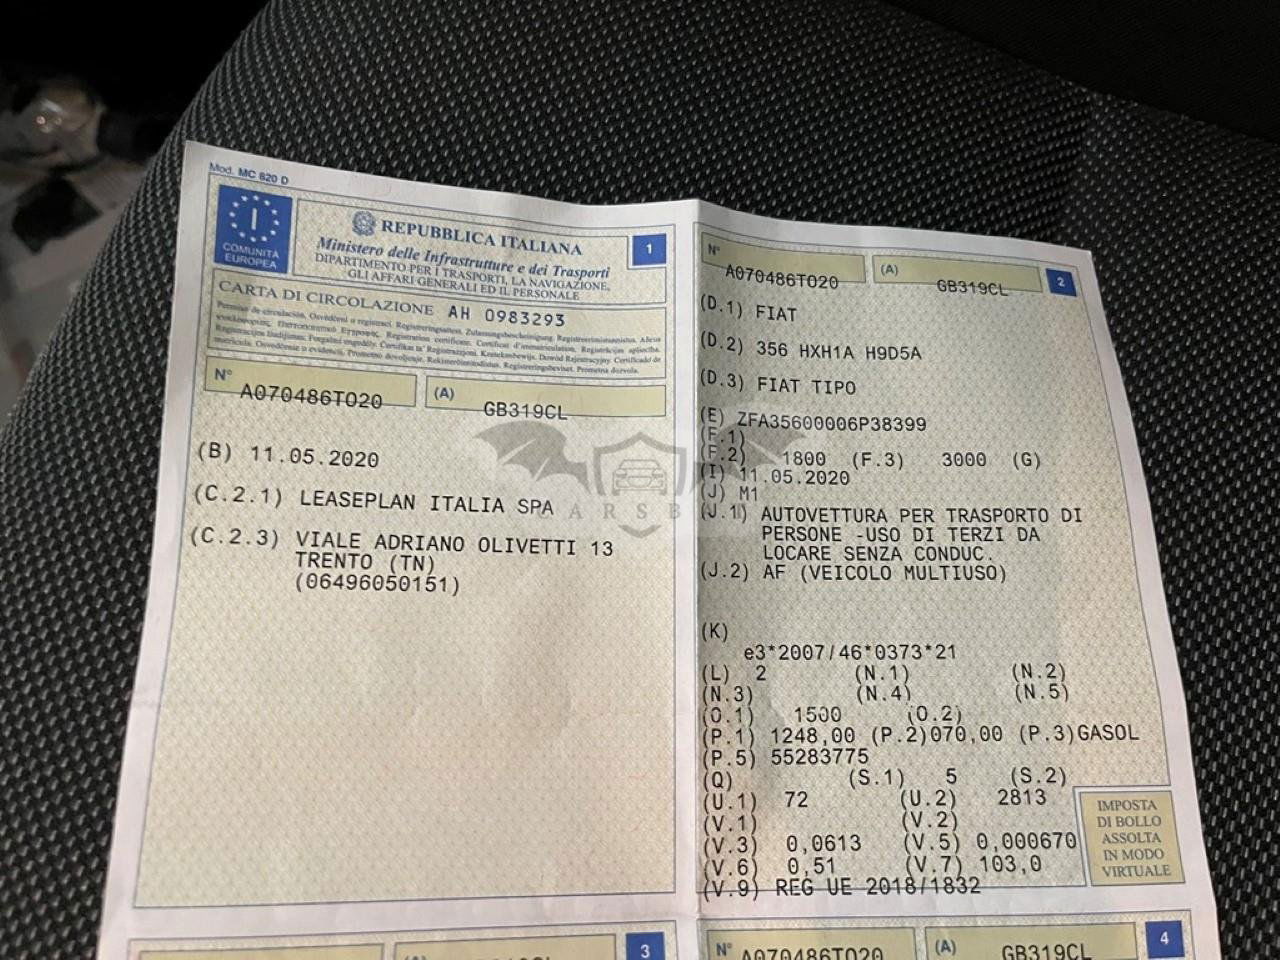 Mod. MC 820 D
I
COMUNITÀ
EUROPEA
REPUBBLICA ITALIANA
Ministero delle Infrastrutture e dei Trasporti
DIPARTIMENTO PER I TRASPORTI, LA NAVIGAZIONE,
GLI AFFARI GENERALI ED IL PERSONALE
1
CARTA DI CIRCOLAZIONE AH 0983293
N° A070486TO20 (A) GB319CL
(B) 11.05.2020
(C.2.1) LEASEPLAN ITALIA SPA
(C.2.3) VIALE ADRIANO OLIVETTI 13
TRENTO (TN)
(06496050151)
N° A070486TO20 (A) GB319CL
2
(D.1) FIAT
(D.2) 356 HXH1A H9D5A
(D.3) FIAT TIPO
(E) ZFA35600006P38399
(F.1)
(F.2) 1800 (F.3) 3000 (G)
(I) 11.05.2020
(J) M1
(J.1) AUTOVETTURA PER TRASPORTO DI
PERSONE -USO DI TERZI DA
LOCARE SENZA CONDUC.
(J.2) AF (VEICOLO MULTIUSO)
(K)
e3*2007/46*0373*21
(L) 2 (N.1) (N.2)
(N.3) (N.4) (N.5)
(O.1) 1500 (O.2)
(P.1) 1248,00 (P.2)070,00 (P.3)GASOL
(P.5) 55283775
(Q) (S.1) 5 (S.2)
(U.1) 72 (U.2) 2813
(V.1) (V.2)
(V.3) 0,0613 (V.5) 0,000670
(V.6) 0,51 (V.7) 103,0
(V.9) REG UE 2018/1832
IMPOSTA
DI BOLLO
ASSOLTA
IN MODO
VIRTUALE
3
N° A070486TO20 (A) GB319CL
4